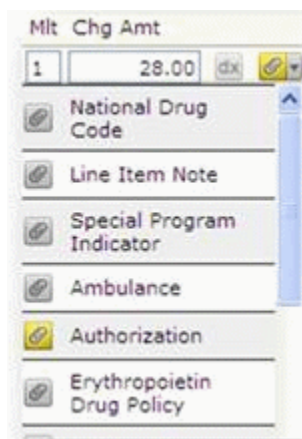 Mlt Chg Amt
1 28.00 dx
National Drug
Code
Line Item Note
Special Program
Indicator
Ambulance
Authorization
Erythropoietin
Drug Policy